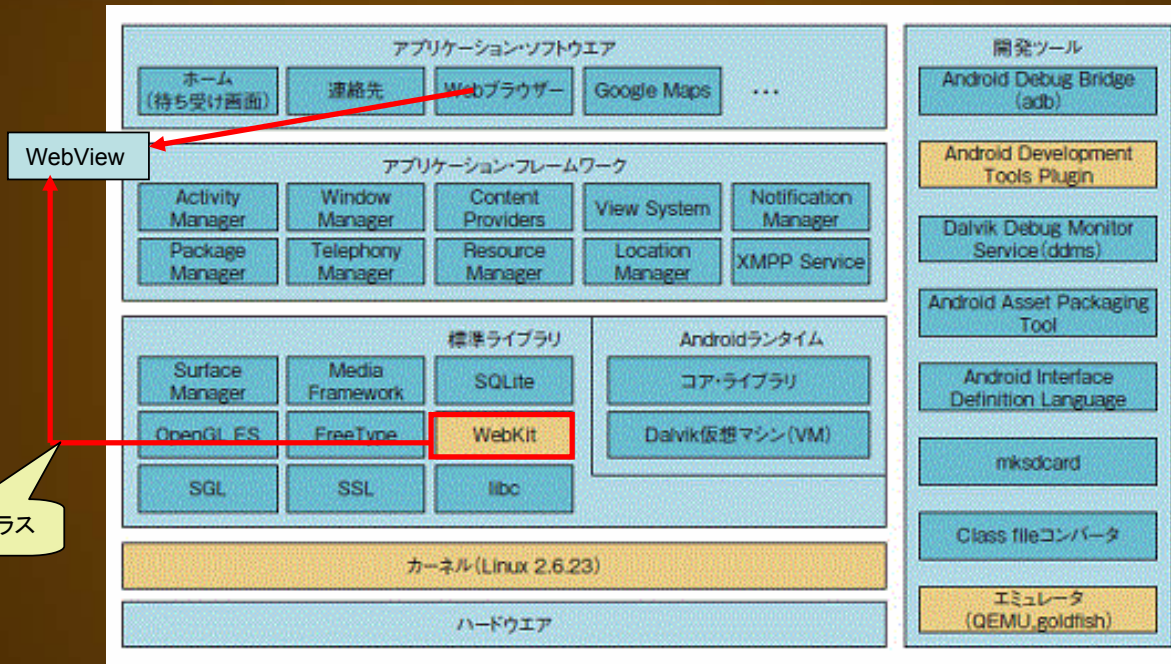 アプリケーション・ソフトウエア
ホーム
(待ち受け画面)
連絡先
Webブラウザー
Google Maps
...
WebView
アプリケーション・フレームワーク
Activity
Manager
Window
Manager
Content
Providers
View System
Notification
Manager
Package
Manager
Telephony
Manager
Resource
Manager
Location
Manager
XMPP Service
標準ライブラリ
Surface
Manager
Media
Framework
SQLite
OpenGL ES
FreeType
WebKit
SGL
SSL
libc
Androidランタイム
コア・ライブラリ
Dalvik仮想マシン(VM)
ラス
カーネル(Linux 2.6.23)
ハードウエア
開発ツール
Android Debug Bridge
(adb)
Android Development
Tools Plugin
Dalvik Debug Monitor
Service(ddms)
Android Asset Packaging
Tool
Android Interface
Definition Language
mksdcard
Class fileコンバータ
エミュレータ
(QEMU,goldfish)